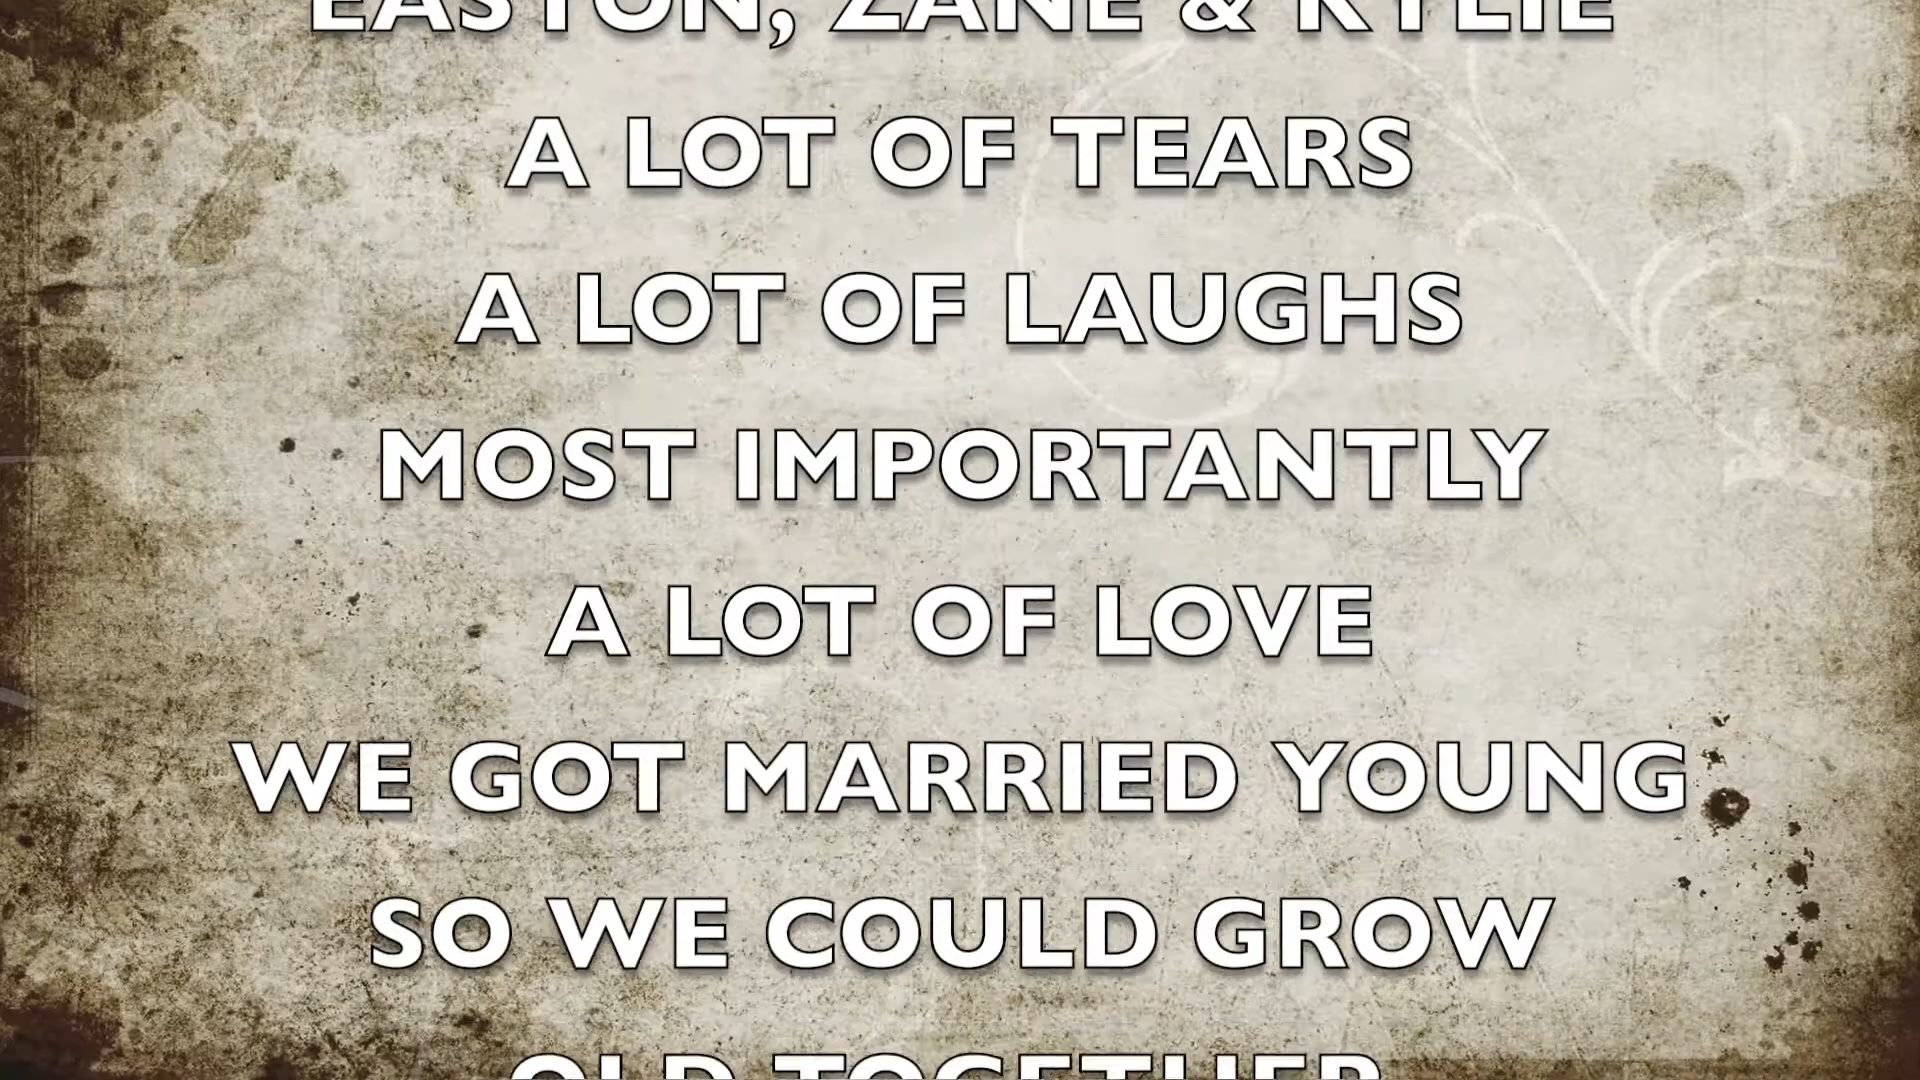 EASTON, ZANE & KYLIE
A LOT OF TEARS
A LOT OF LAUGHS
MOST IMPORTANTLY
A LOT OF LOVE
WE GOT MARRIED YOUNG
SO WE COULD GROW
OLD TOGETHER